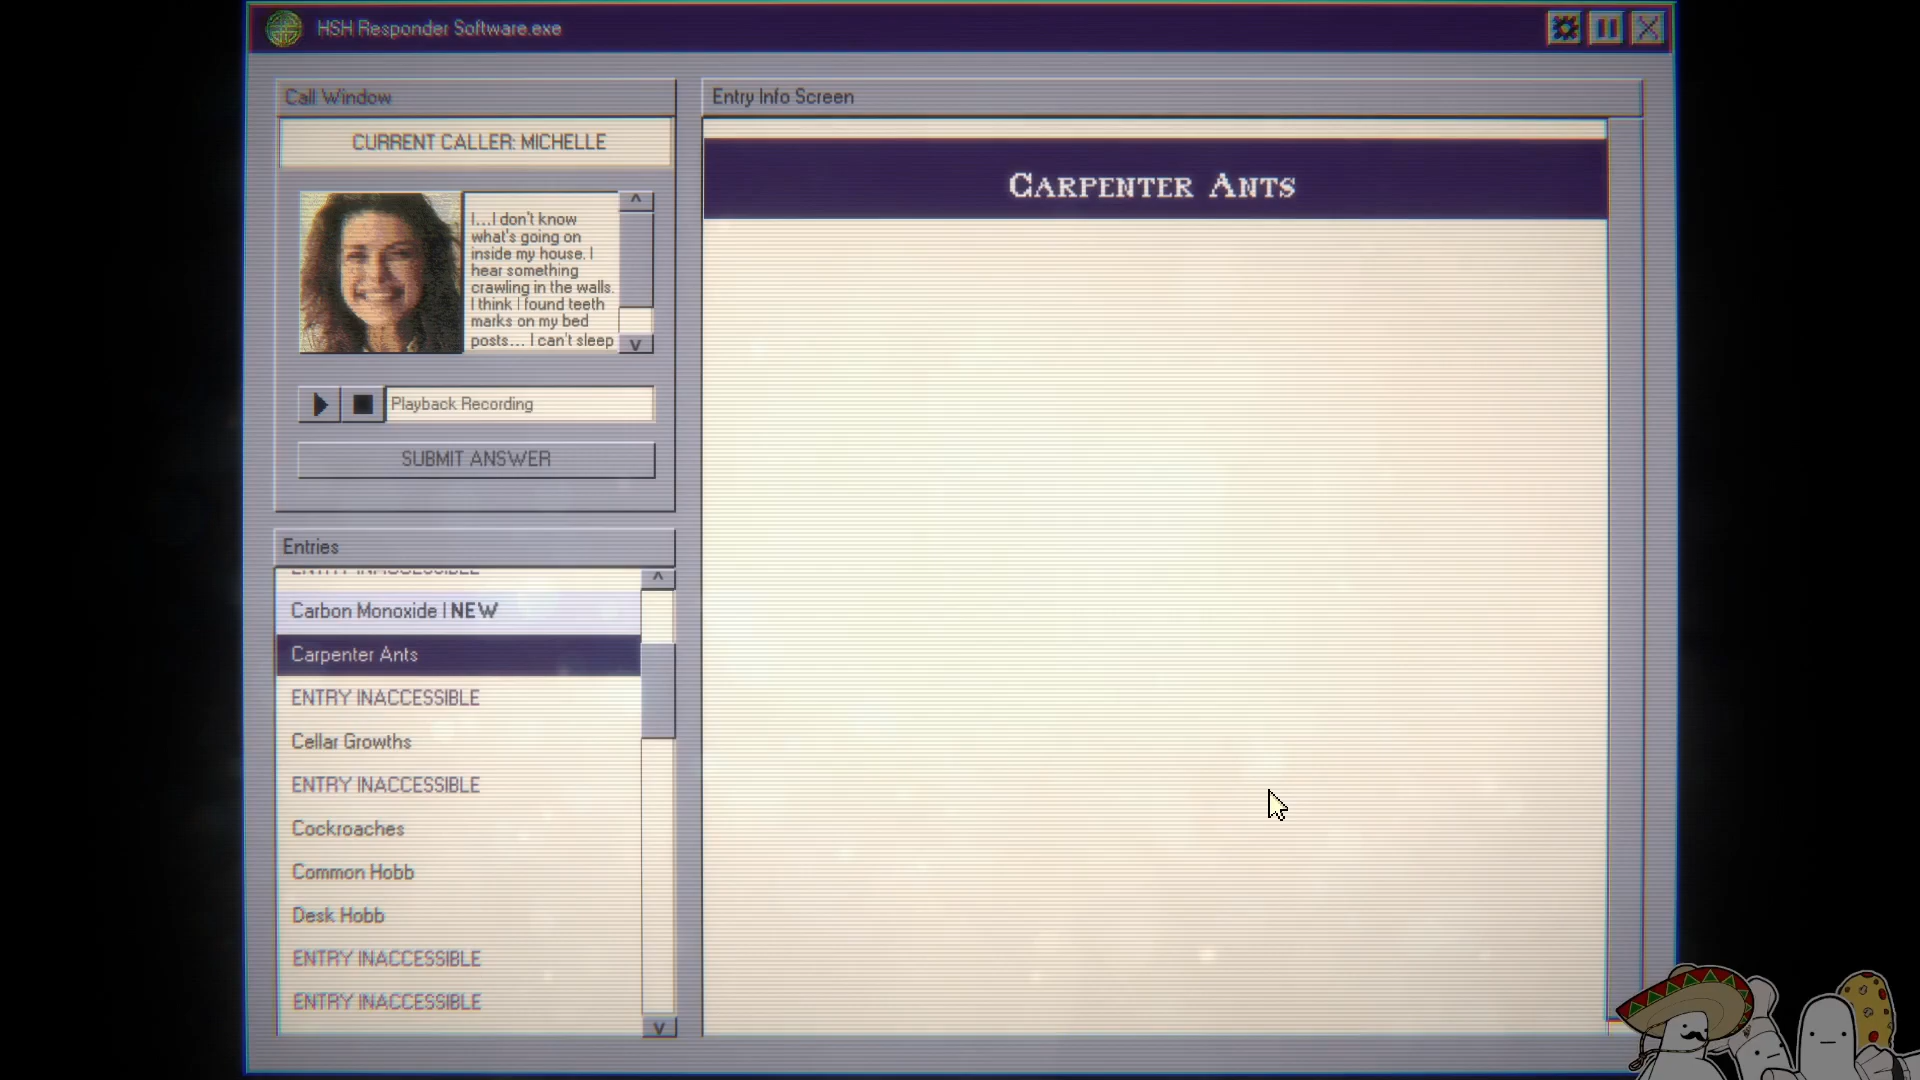 HSH Responder Software.exe
Call Window
CURRENT CALLER: MICHELLE
I...I don't know
what's going on
inside my house. I
hear something
crawling in the walls.
I think I found teeth
marks on my bed
posts... I can't sleep
Playback Recording
SUBMIT ANSWER
Entries
ENTRY INACCESSIBLE
Carbon Monoxide | NEW
Carpenter Ants
ENTRY INACCESSIBLE
Cellar Growths
ENTRY INACCESSIBLE
Cockroaches
Common Hobb
Desk Hobb
ENTRY INACCESSIBLE
ENTRY INACCESSIBLE
Entry Info Screen
Carpenter Ants